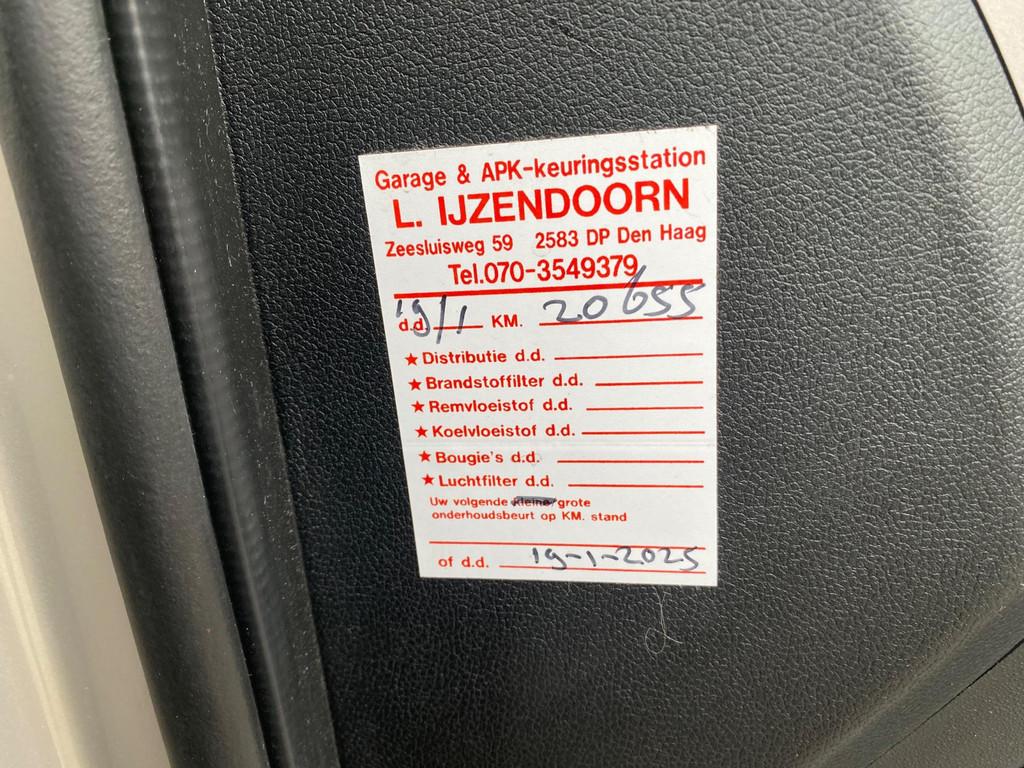 Garage & APK-keuringsstation
L. IJZENDOORN
Zeesluisweg 59 2583 DP Den Haag
Tel.070-3549379
d.d. 19/1 KM. 20655
★ Distributie d.d.
★ Brandstoffilter d.d.
★ Remvloeistof d.d.
★ Koelvloeistof d.d.
★ Bougie's d.d.
★ Luchtfilter d.d.
Uw volgende kleine/grote
onderhoudsbeurt op KM. stand
of d.d. 19-1-2025